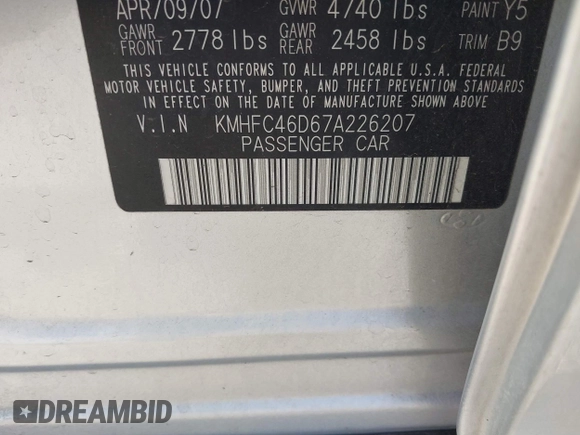 APR/09/07 GVWR 4740 lbs PAINT Y5
GAWR FRONT 2778 lbs GAWR REAR 2458 lbs TRIM B9
THIS VEHICLE CONFORMS TO ALL APPLICABLE U.S.A. FEDERAL
MOTOR VEHICLE SAFETY, BUMPER, AND THEFT PREVENTION STANDARDS
IN EFFECT ON THE DATE OF MANUFACTURE SHOWN ABOVE
V.I.N KMHFC46D67A226207
PASSENGER CAR
DREAMBID